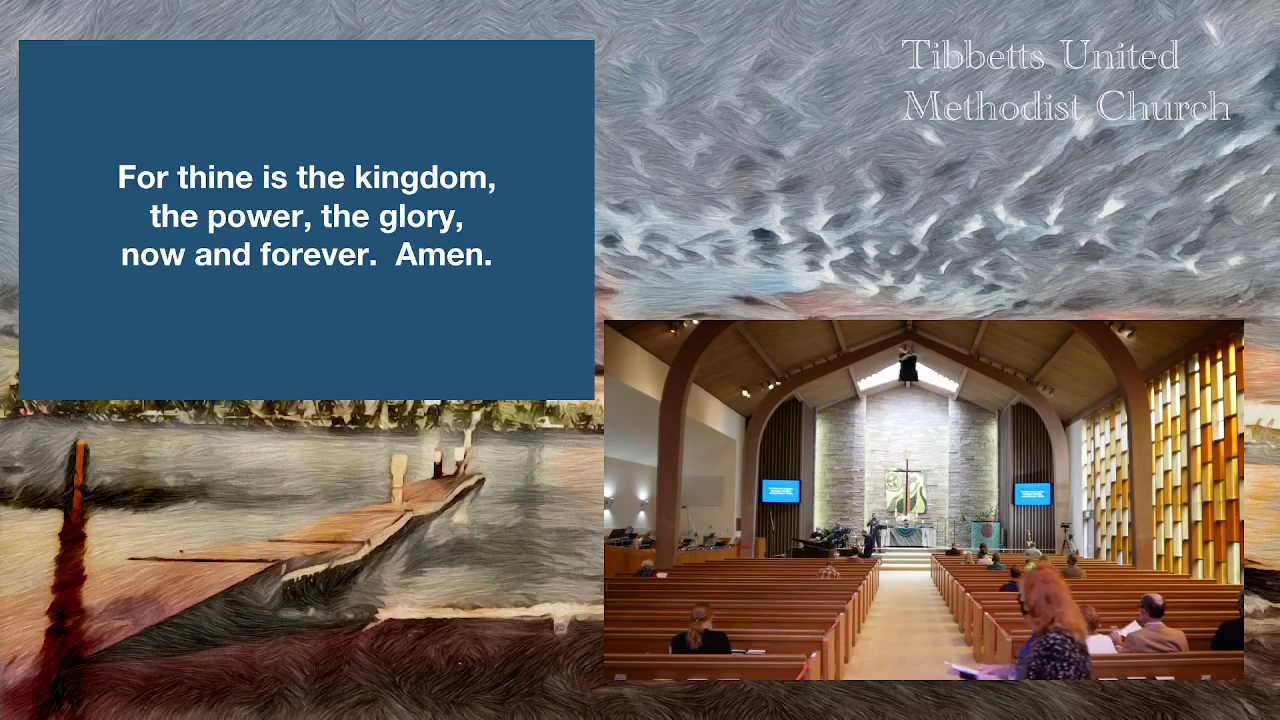 For thine is the kingdom,
the power, the glory,
now and forever.  Amen.
Tibbetts United
Methodist Church